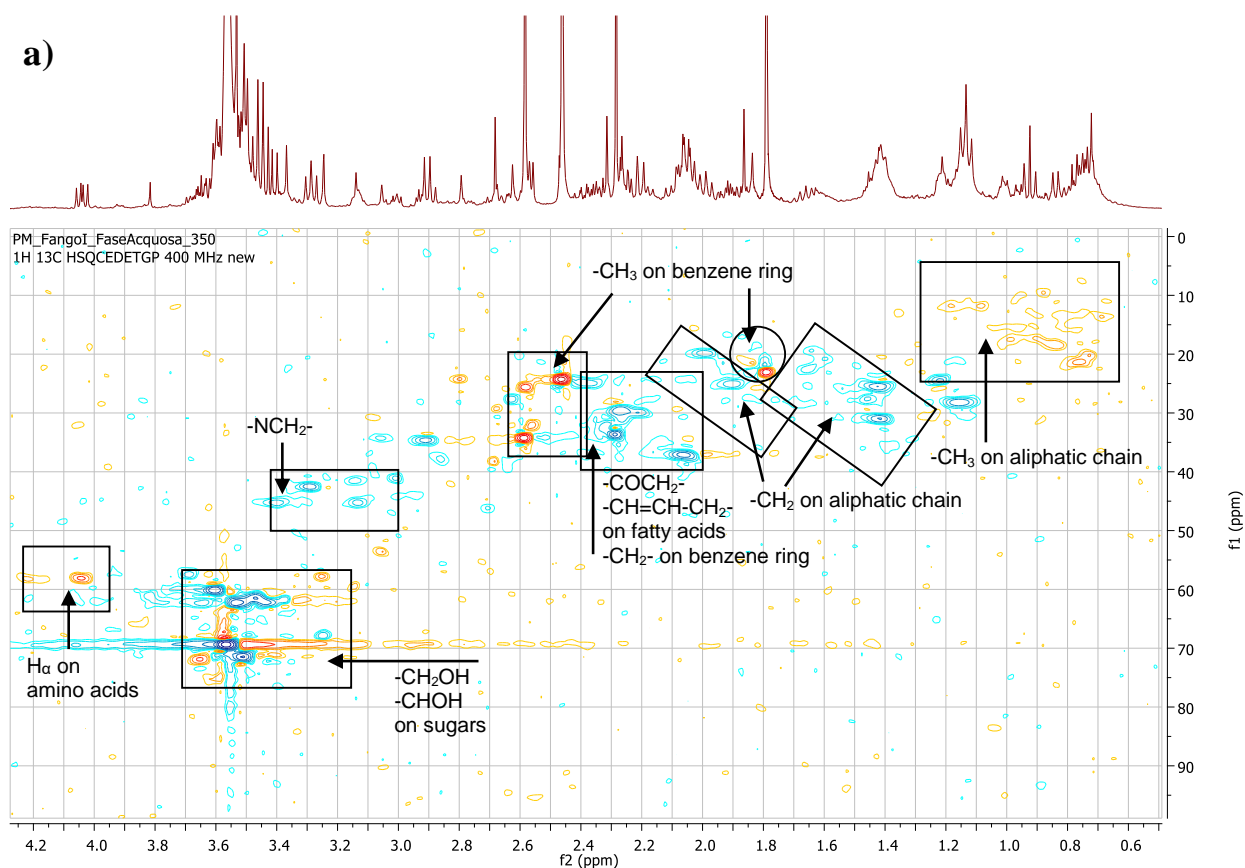 a)
PM_FangoI_FaseAcquosa_350
1H 13C HSQCEDETGP 400 MHz new
-CH₃ on benzene ring
-NCH₂-
-CH₃ on aliphatic chain
-COCH₂-
-CH=CH-CH₂-
on fatty acids
-CH₂- on benzene ring
-CH₂ on aliphatic chain
Hα on
amino acids
-CH₂OH
-CHOH
on sugars
0
10
20
30
40
50
60
70
80
90
f1 (ppm)
4.2 4.0 3.8 3.6 3.4 3.2 3.0 2.8 2.6 2.4 2.2 2.0 1.8 1.6 1.4 1.2 1.0 0.8 0.6
f2 (ppm)